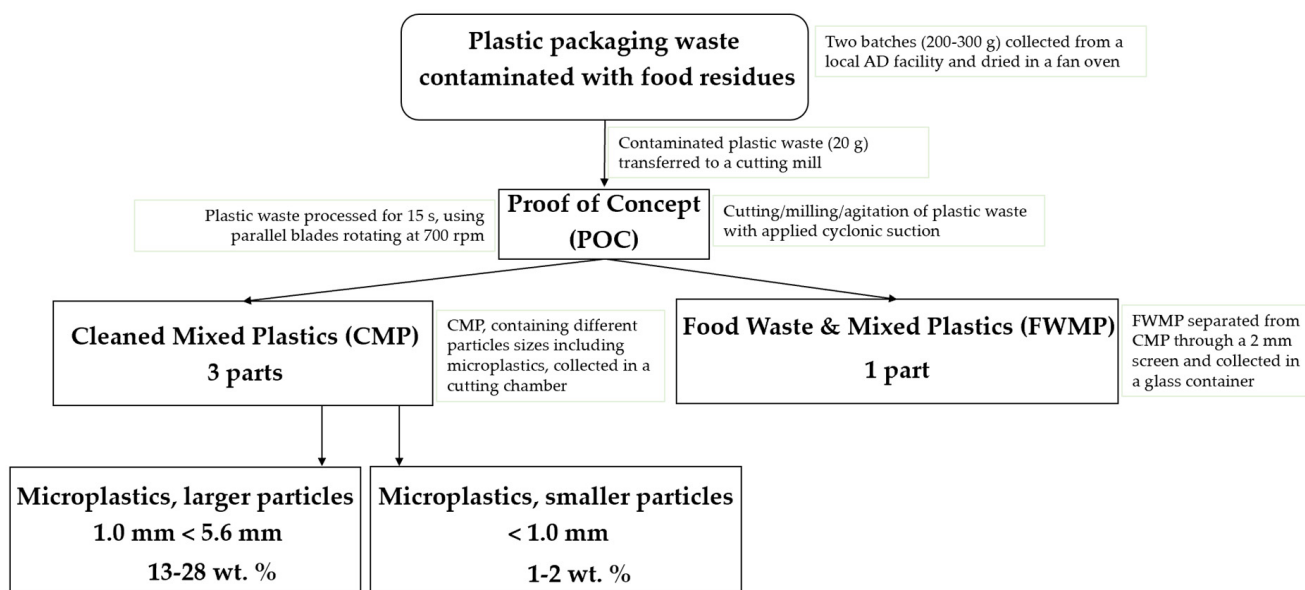 Plastic packaging waste
contaminated with food residues
Two batches (200-300 g) collected from a
local AD facility and dried in a fan oven
Contaminated plastic waste (20 g)
transferred to a cutting mill
Plastic waste processed for 15 s, using
parallel blades rotating at 700 rpm
Proof of Concept
(POC)
Cutting/milling/agitation of plastic waste
with applied cyclonic suction
Cleaned Mixed Plastics (CMP)
3 parts
CMP, containing different
particles sizes including
microplastics, collected in a
cutting chamber
Food Waste & Mixed Plastics (FWMP)
1 part
FWMP separated from
CMP through a 2 mm
screen and collected in
a glass container
Microplastics, larger particles
1.0 mm < 5.6 mm
13-28 wt. %
Microplastics, smaller particles
< 1.0 mm
1-2 wt. %